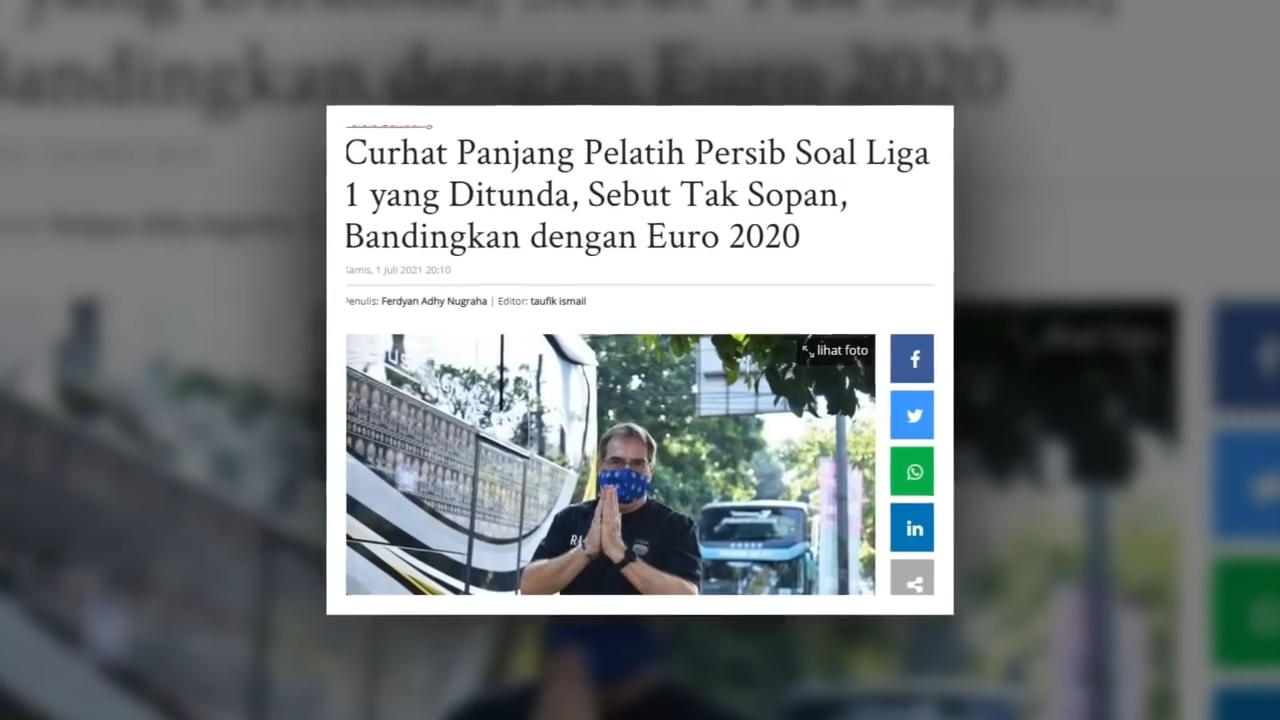 Curhat Panjang Pelatih Persib Soal Liga
1 yang Ditunda, Sebut Tak Sopan,
Bandingkan dengan Euro 2020
Kamis, 1 Juli 2021 20:10
Penulis: Ferdyan Adhy Nugraha | Editor: taufik ismail
lihat foto